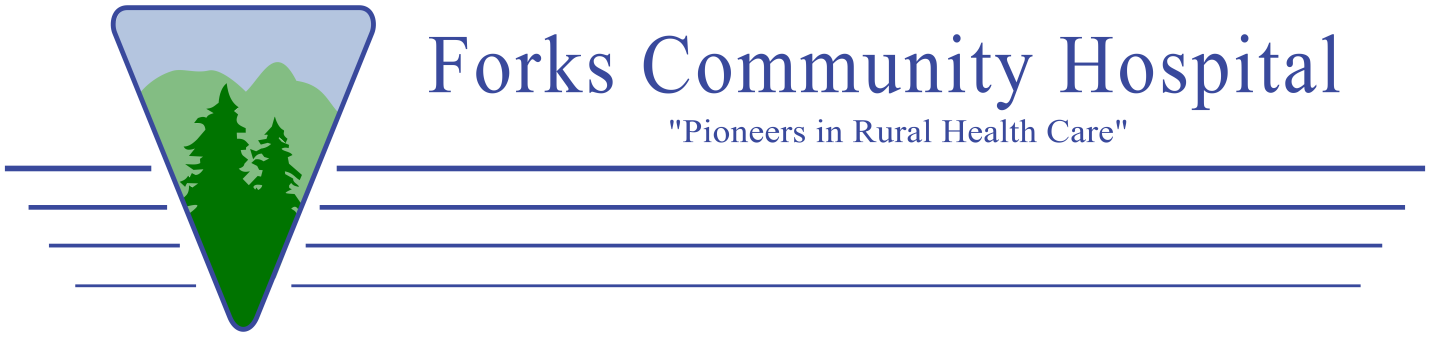 Forks Community Hospital
"Pioneers in Rural Health Care"